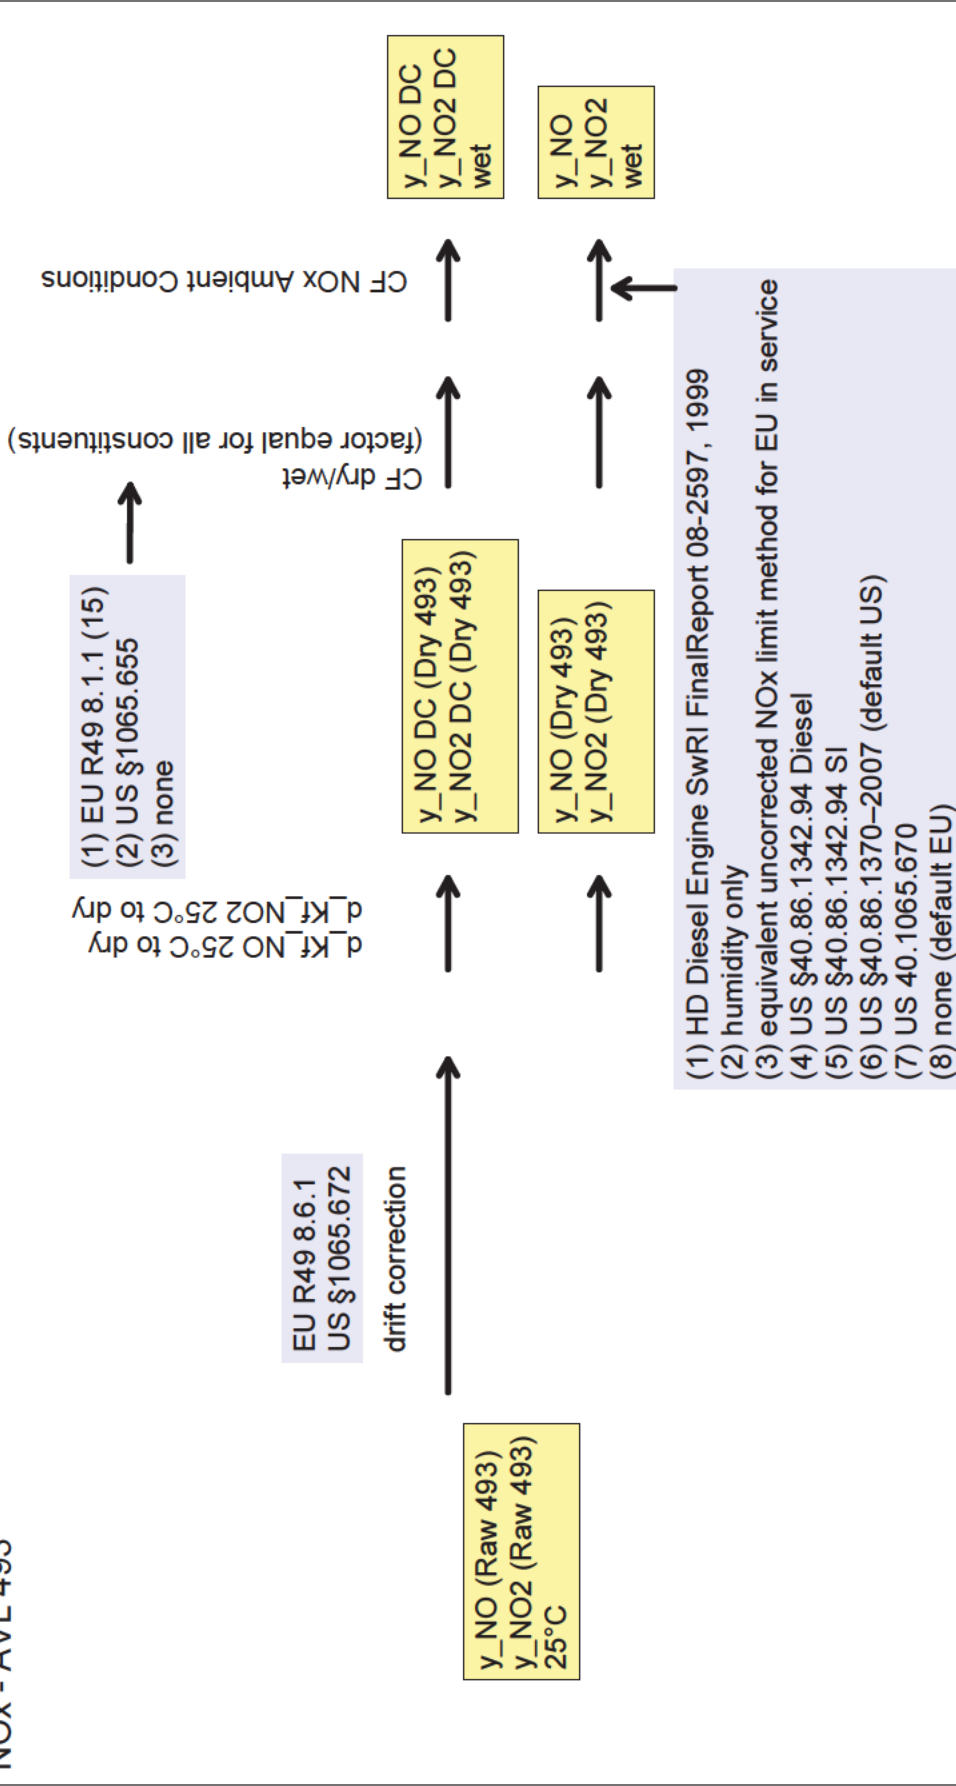 NOx - AVL 493
y_NO (Raw 493)
y_NO2 (Raw 493)
25°C
EU R49 8.6.1
US §1065.672
drift correction
d_Kf_NO 25°C to dry
d_Kf_NO2 25°C to dry
y_NO DC (Dry 493)
y_NO2 DC (Dry 493)
y_NO (Dry 493)
y_NO2 (Dry 493)
(1) EU R49 8.1.1 (15)
(2) US §1065.655
(3) none
CF dry/wet
(factor equal for all constituents)
CF NOx Ambient Conditions
y_NO DC
y_NO2 DC
wet
y_NO
y_NO2
wet
(1) HD Diesel Engine SwRI FinalReport 08-2597, 1999
(2) humidity only
(3) equivalent uncorrected NOx limit method for EU in service
(4) US §40.86.1342.94 Diesel
(5) US §40.86.1342.94 SI
(6) US §40.86.1370–2007 (default US)
(7) US 40.1065.670
(8) none (default EU)